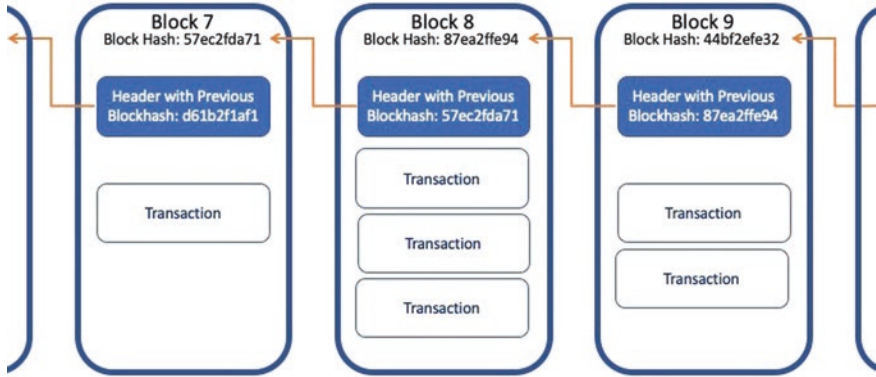 Block 7
Block Hash: 57ec2fda71
Header with Previous
Blockhash: d61b2f1af1
Transaction
Block 8
Block Hash: 87ea2ffe94
Header with Previous
Blockhash: 57ec2fda71
Transaction
Transaction
Transaction
Block 9
Block Hash: 44bf2efe32
Header with Previous
Blockhash: 87ea2ffe94
Transaction
Transaction